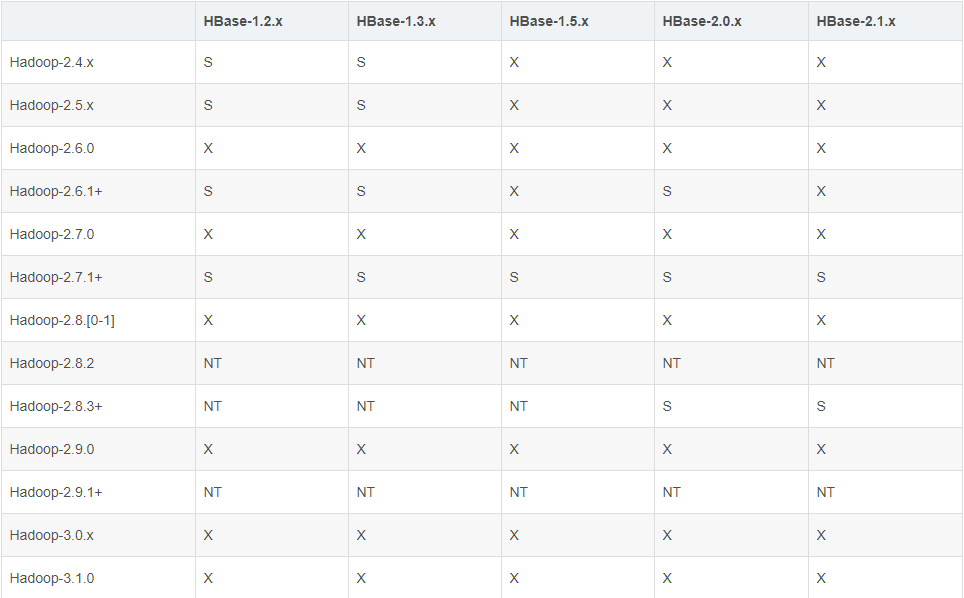 HBase-1.2.x HBase-1.3.x HBase-1.5.x HBase-2.0.x HBase-2.1.x
Hadoop-2.4.x S S X X X
Hadoop-2.5.x S S X X X
Hadoop-2.6.0 X X X X X
Hadoop-2.6.1+ S S X S X
Hadoop-2.7.0 X X X X X
Hadoop-2.7.1+ S S S S S
Hadoop-2.8.[0-1] X X X X X
Hadoop-2.8.2 NT NT NT NT NT
Hadoop-2.8.3+ NT NT NT S S
Hadoop-2.9.0 X X X X X
Hadoop-2.9.1+ NT NT NT NT NT
Hadoop-3.0.x X X X X X
Hadoop-3.1.0 X X X X X